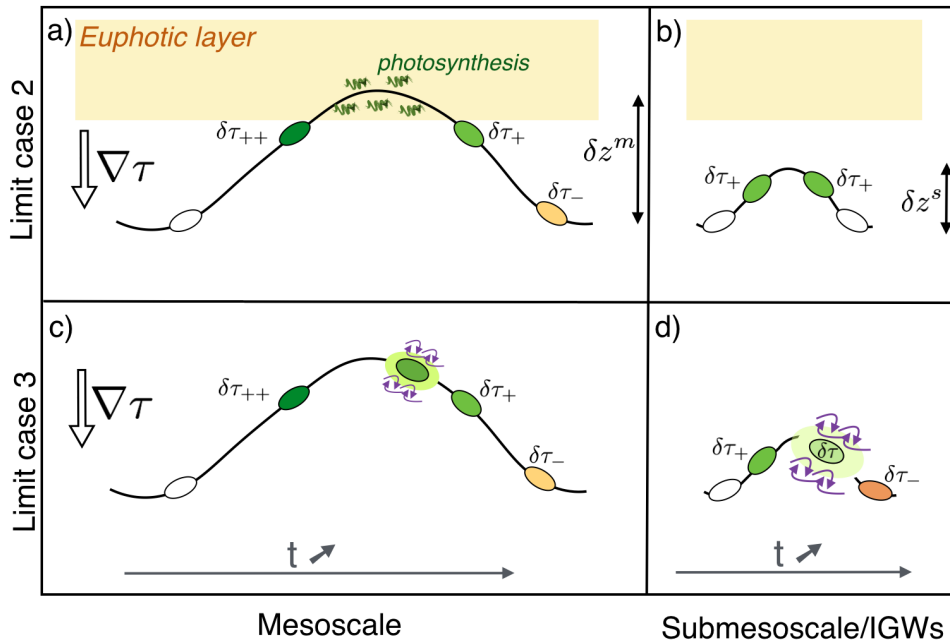 a)
Euphotic layer
photosynthesis
δτ++
δτ+
δτ−
∇τ
δz^m
Limit case 2
b)
δτ+
δτ+
δz^s
c)
∇τ
δτ++
δτ+
δτ−
t
Limit case 3
d)
δτ+
δτ
δτ−
t
Mesoscale
Submesoscale/IGWs